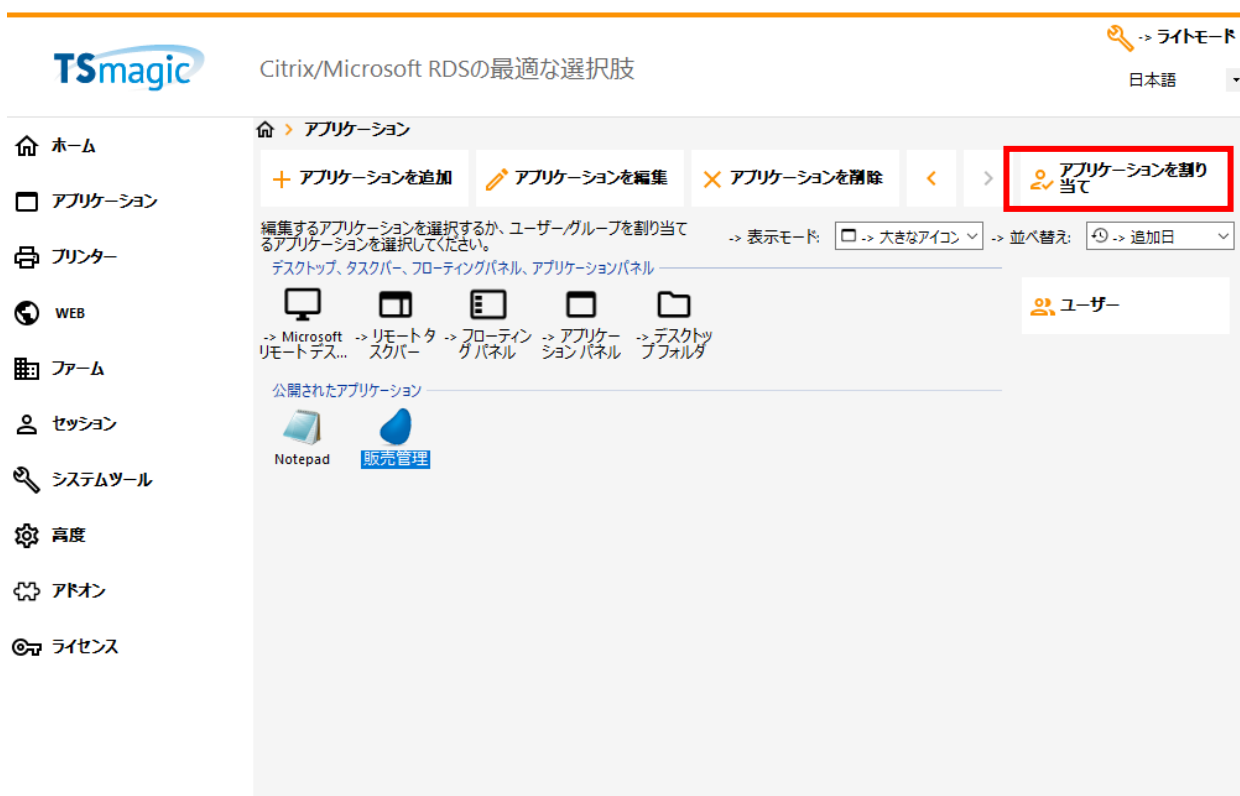 -> ライトモード
TSmagic
Citrix/Microsoft RDSの最適な選択肢
日本語
ホーム
アプリケーション
プリンター
WEB
ファーム
セッション
システムツール
高度
アドオン
ライセンス
アプリケーション
アプリケーションを追加
アプリケーションを編集
アプリケーションを削除
アプリケーションを割り
当て
編集するアプリケーションを選択するか、ユーザー/グループを割り当て
るアプリケーションを選択してください。
-> 表示モード:
-> 大きなアイコン
-> 並べ替え:
-> 追加日
デスクトップ、タスクバー、フローティングパネル、アプリケーションパネル
-> Microsoft
リモートデス...
-> リモートタ
スクバー
-> フローティン
グパネル
-> アプリケー
ションパネル
-> デスクトッ
プフォルダ
ユーザー
公開されたアプリケーション
Notepad
販売管理